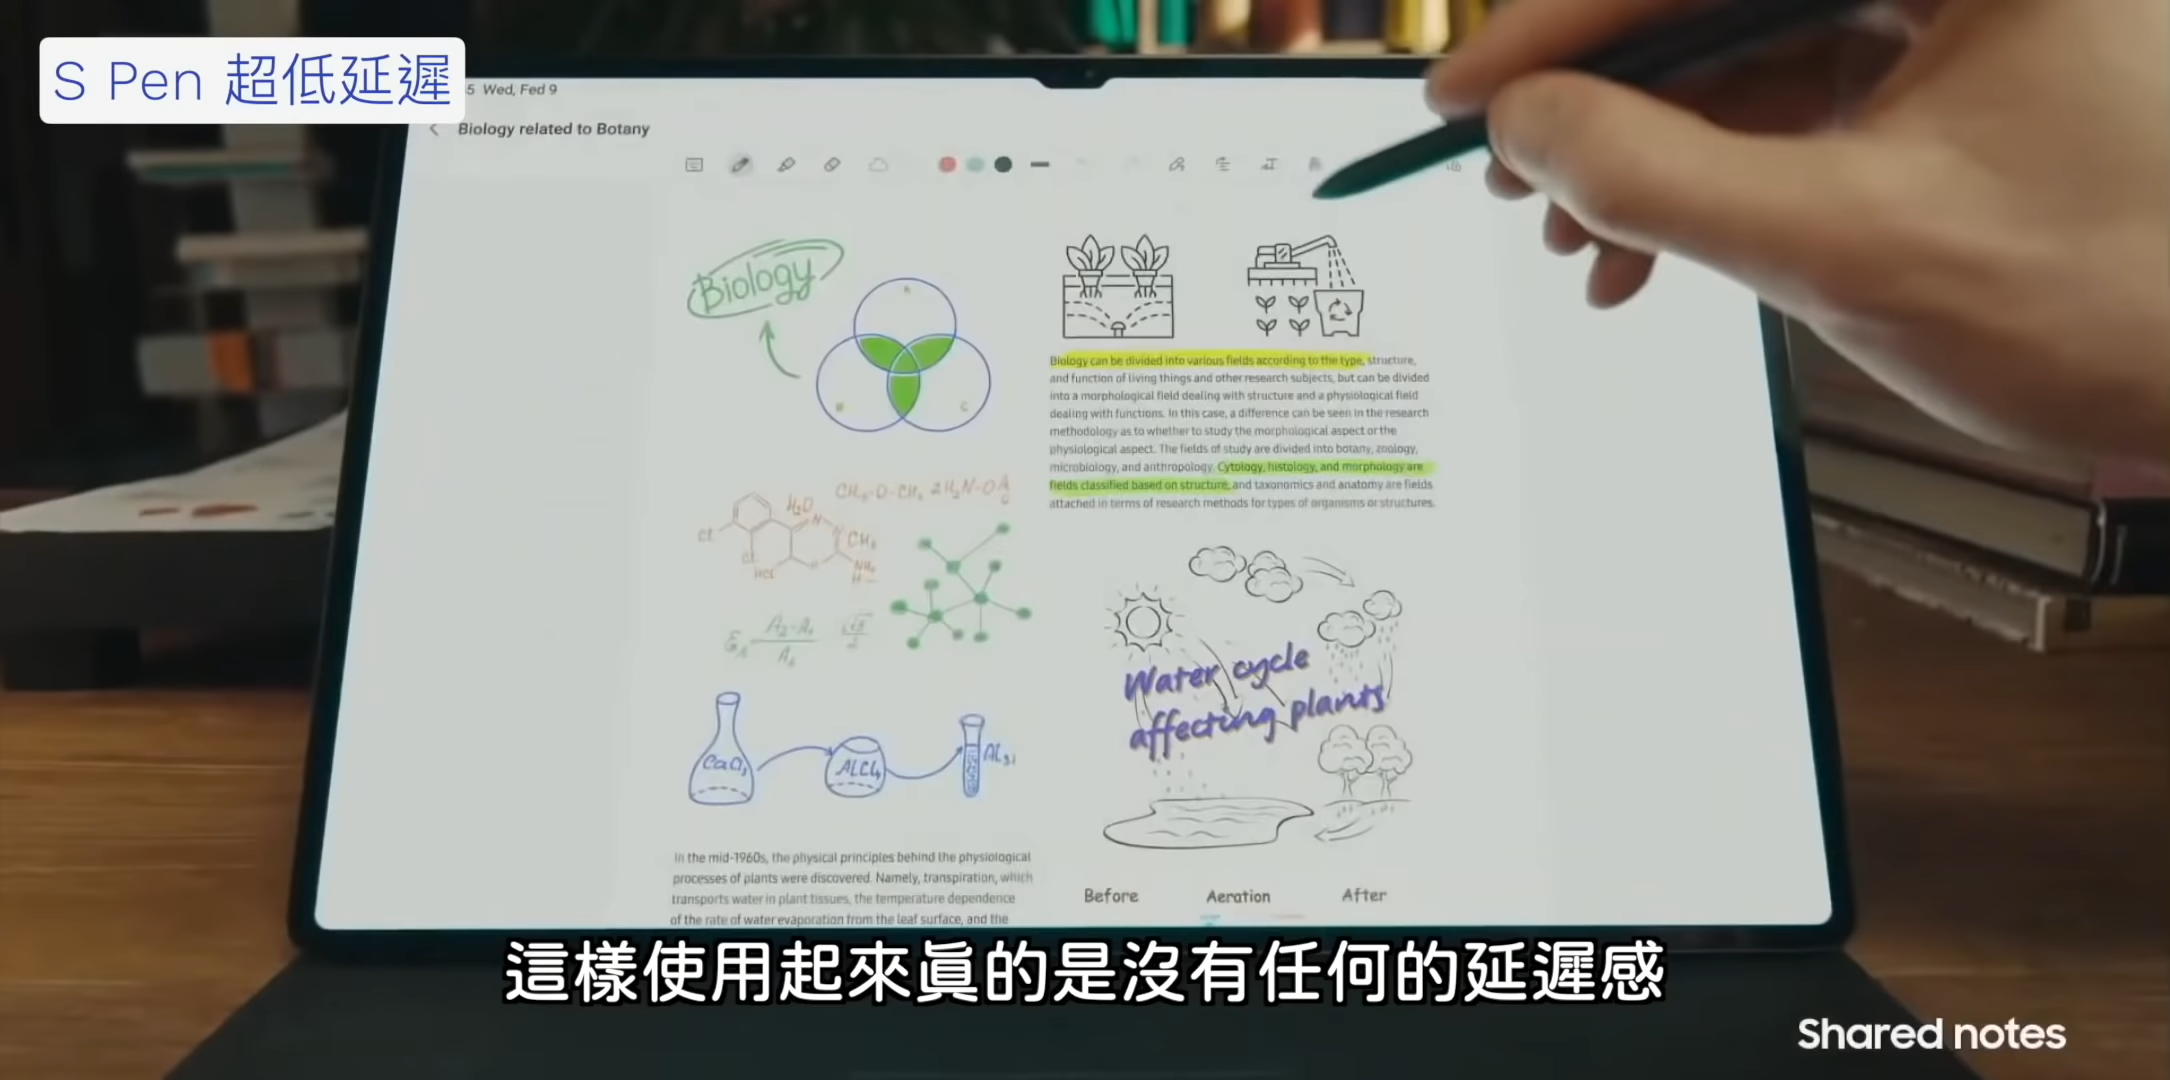 S Pen 超低延遲
5 Wed, Fed 9
Biology related to Botany
Biology
A
B
C
Biology can be divided into various fields according to the type, structure,
and function of living things and other research subjects, but can be divided
into a morphological field dealing with structure and a physiological field
dealing with functions. In this case, a difference can be seen in the research
methodology as to whether to study the morphological aspect or the
physiological aspect. The fields of study are divided into botany, zoology,
microbiology, and anthropology. Cytology, histology, and morphology are
fields classified based on structure, and taxonomics and anatomy are fields
attached in terms of research methods for types of organisms or structures.
H₂O
Cl
Cl
HCl
N
Water cycle
affecting plants
In the mid-1960s, the physical principles behind the physiological
processes of plants were discovered. Namely, transpiration, which
transports water in plant tissues, the temperature dependence
of the rate of water evaporation from the leaf surface, and the
Before Aeration After
這樣使用起來真的是沒有任何的延遲感
Shared notes